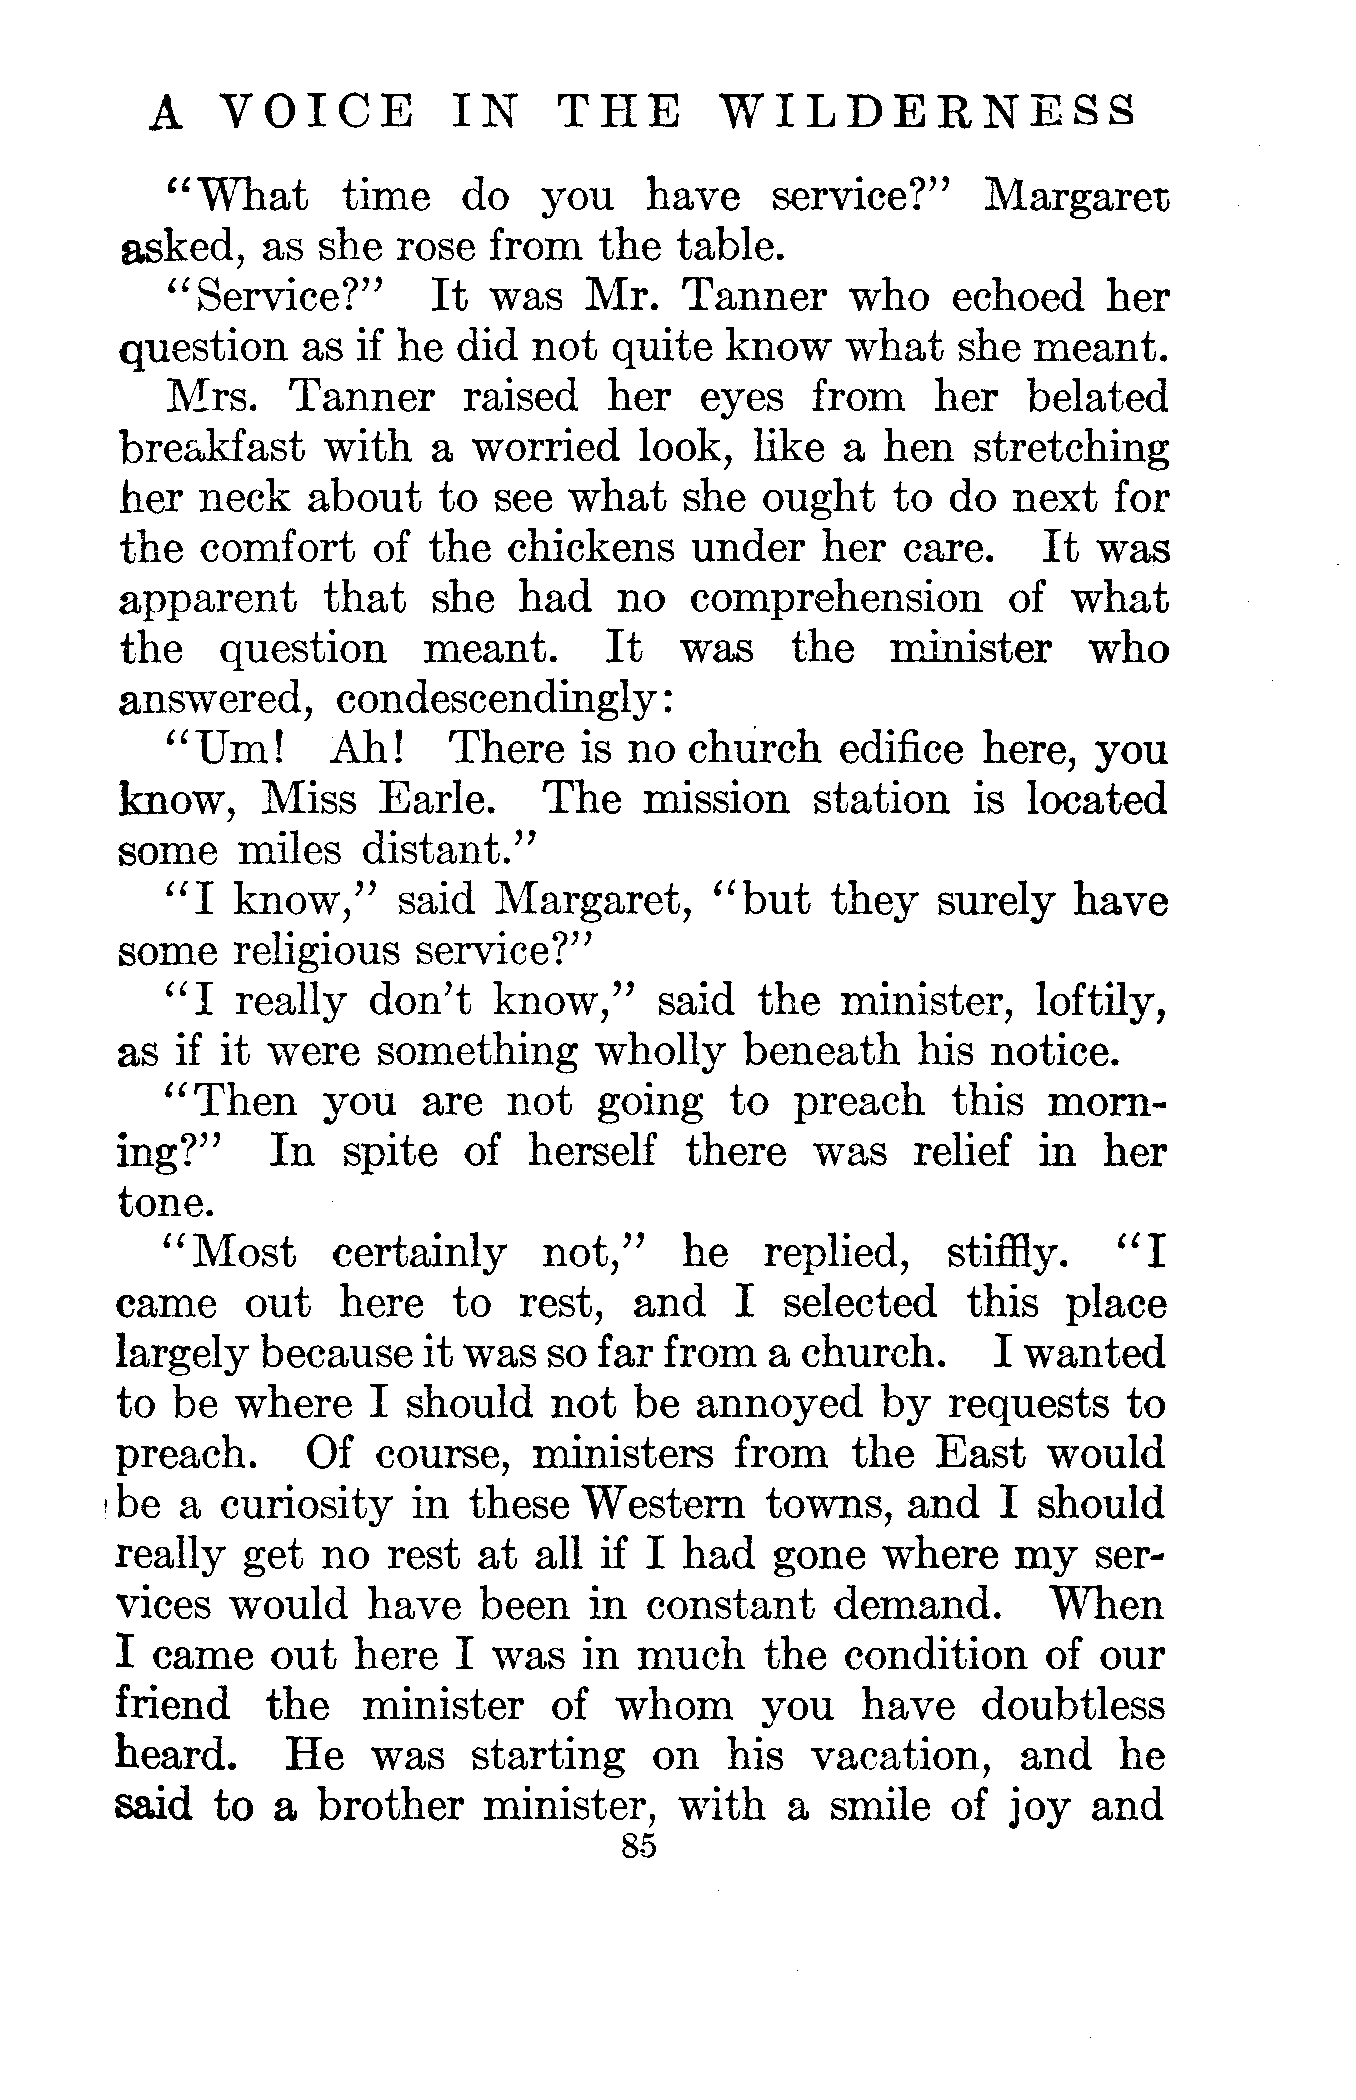 A VOICE IN THE WILDERNESS
"What time do you have service?" Margaret
asked, as she rose from the table.
"Service?" It was Mr. Tanner who echoed her
question as if he did not quite know what she meant.
Mrs. Tanner raised her eyes from her belated
breakfast with a worried look, like a hen stretching
her neck about to see what she ought to do next for
the comfort of the chickens under her care. It was
apparent that she had no comprehension of what
the question meant. It was the minister who
answered, condescendingly:
"Um! Ah! There is no church edifice here, you
know, Miss Earle. The mission station is located
some miles distant."
"I know," said Margaret, "but they surely have
some religious service?"
"I really don't know," said the minister, loftily,
as if it were something wholly beneath his notice.
"Then you are not going to preach this morn-
ing?" In spite of herself there was relief in her
tone.
"Most certainly not," he replied, stiffly. "I
came out here to rest, and I selected this place
largely because it was so far from a church. I wanted
to be where I should not be annoyed by requests to
preach. Of course, ministers from the East would
be a curiosity in these Western towns, and I should
really get no rest at all if I had gone where my ser-
vices would have been in constant demand. When
I came out here I was in much the condition of our
friend the minister of whom you have doubtless
heard. He was starting on his vacation, and he
said to a brother minister, with a smile of joy and
85